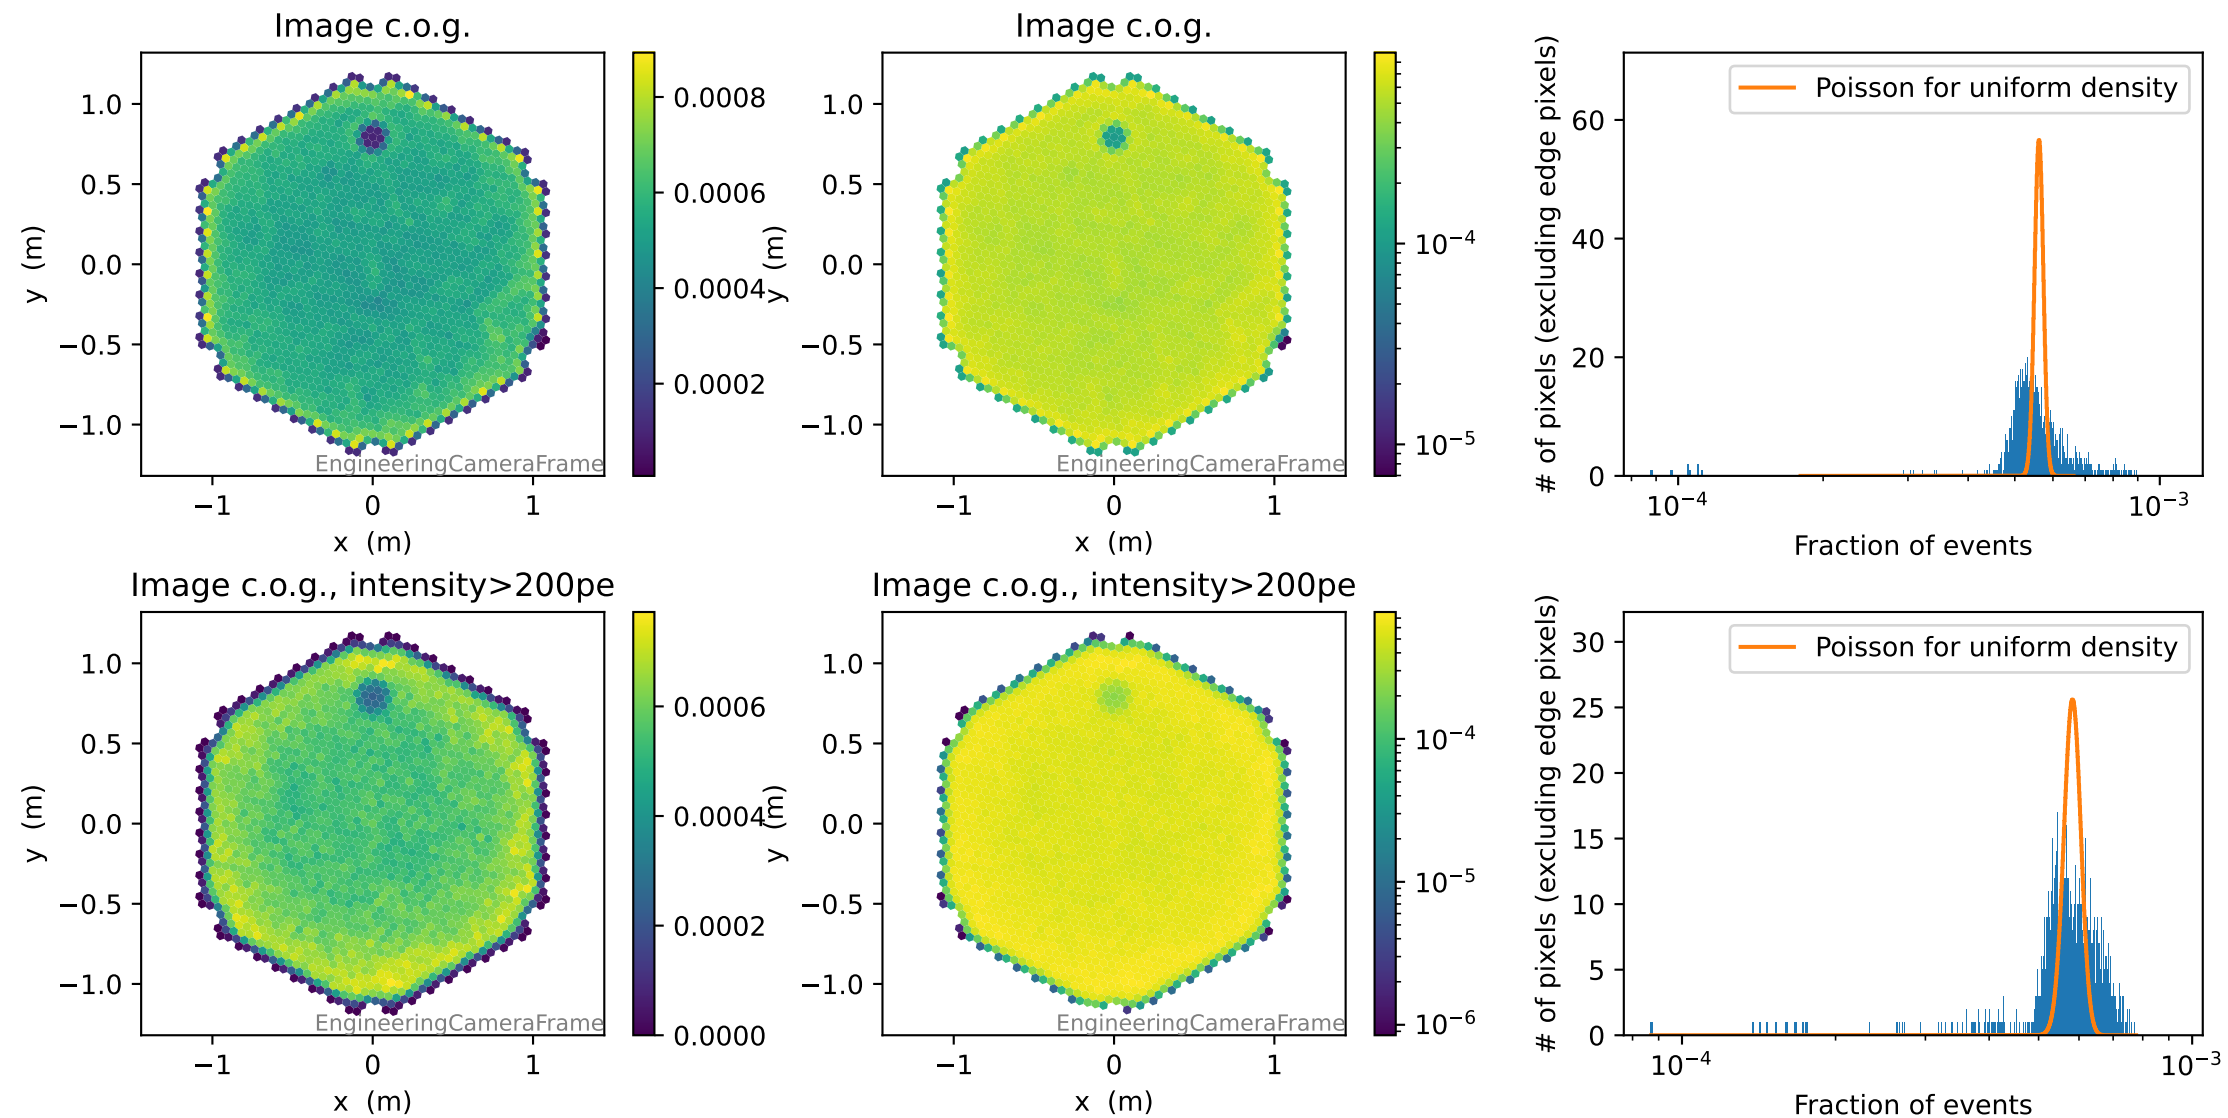 Image c.o.g.
y (m)
1.0
0.5
0.0
−0.5
−1.0
−1
0
1
x (m)
EngineeringCameraFrame
0.0008
0.0006
0.0004
0.0002
Image c.o.g.
y (m)
1.0
0.5
0.0
−0.5
−1.0
−1
0
1
x (m)
EngineeringCameraFrame
10−4
10−5
# of pixels (excluding edge pixels)
60
40
20
0
Poisson for uniform density
10−4
10−3
Fraction of events
Image c.o.g., intensity>200pe
y (m)
1.0
0.5
0.0
−0.5
−1.0
−1
0
1
x (m)
EngineeringCameraFrame
0.0006
0.0004
0.0002
0.0000
Image c.o.g., intensity>200pe
y (m)
1.0
0.5
0.0
−0.5
−1.0
−1
0
1
x (m)
EngineeringCameraFrame
10−4
10−5
10−6
# of pixels (excluding edge pixels)
30
25
20
15
10
5
0
Poisson for uniform density
10−4
10−3
Fraction of events